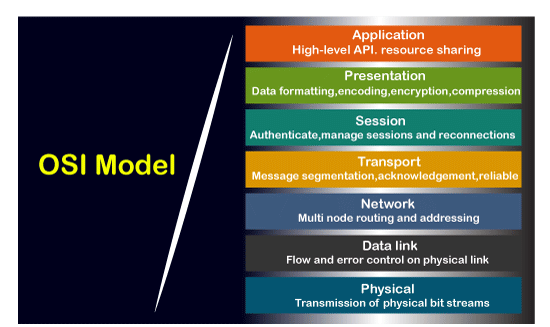 OSI Model
Application
High-level API. resource sharing
Presentation
Data formatting,encoding,encryption,compression
Session
Authenticate,manage sessions and reconnections
Transport
Message segmentation,acknowledgement,reliable
Network
Multi node routing and addressing
Data link
Flow and error control on physical link
Physical
Transmission of physical bit streams